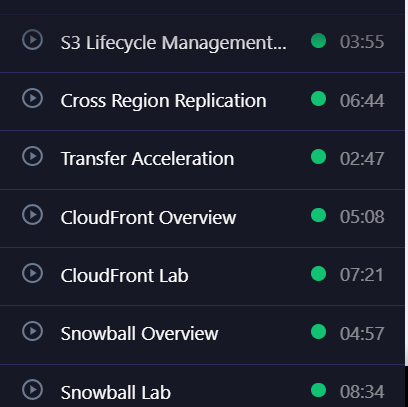 S3 Lifecycle Management... 03:55
Cross Region Replication 06:44
Transfer Acceleration 02:47
CloudFront Overview 05:08
CloudFront Lab 07:21
Snowball Overview 04:57
Snowball Lab 08:34